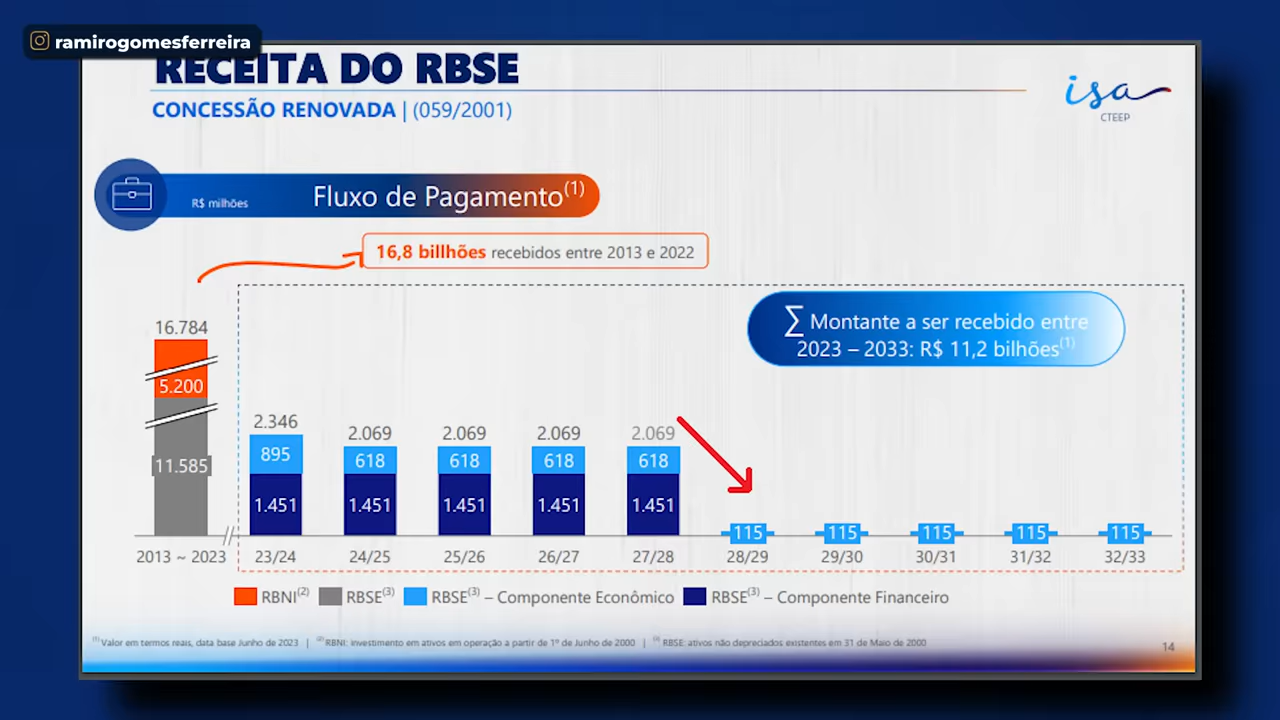 ramirogomesferreira
RECEITA DO RBSE
CONCESSÃO RENOVADA | (059/2001)
isa
CTEEP
R$ milhões
Fluxo de Pagamento(1)
16,8 billhões recebidos entre 2013 e 2022
∑ Montante a ser recebido entre
2023 – 2033: R$ 11,2 bilhões(1)
16.784
5.200
11.585
2.346
895
1.451
2.069
618
1.451
2.069
618
1.451
2.069
618
1.451
2.069
618
1.451
115
115
115
115
115
2013 ~ 2023
23/24
24/25
25/26
26/27
27/28
28/29
29/30
30/31
31/32
32/33
RBNI(2)
RBSE(3)
RBSE(3) – Componente Econômico
RBSE(3) – Componente Financeiro
(1) Valor em termos reais, data base Junho de 2023 | (2) RBNI: Investimento em ativos em operação a partir de 1º de Junho de 2000 | (3) RBSE: ativos não depreciados existentes em 31 de Maio de 2000
14